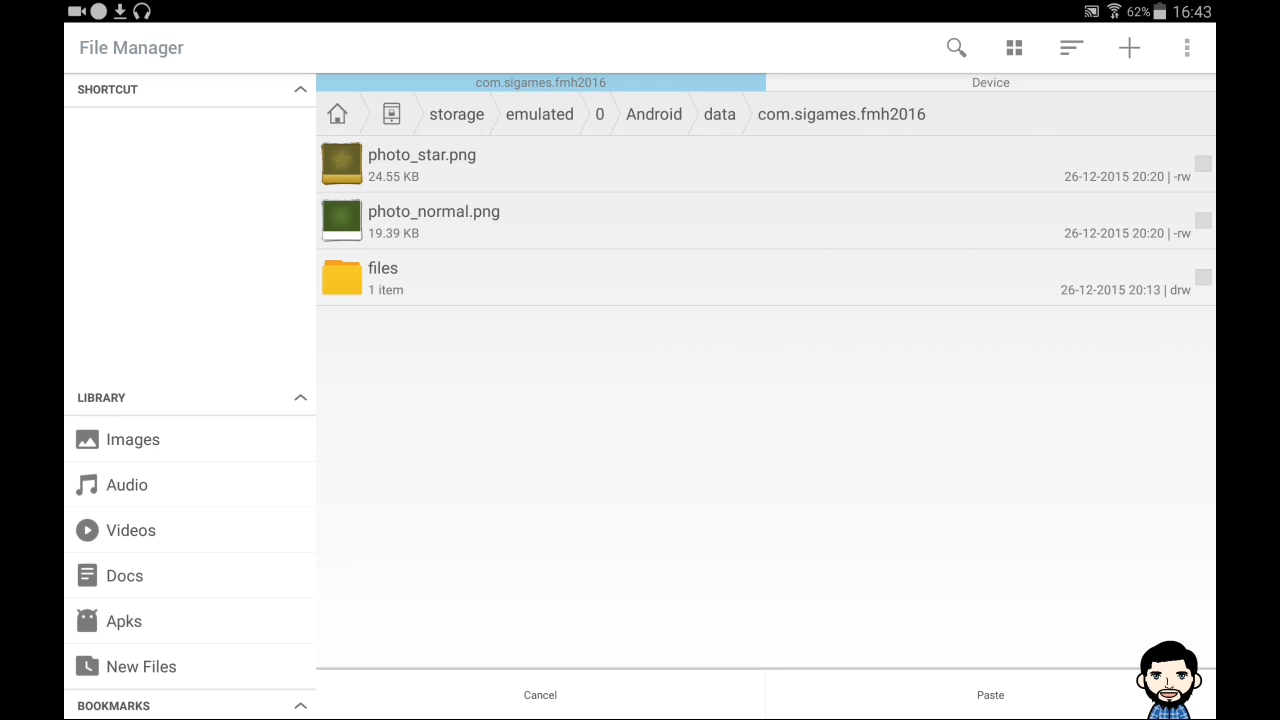 62% 16:43
File Manager
SHORTCUT
com.sigames.fmh2016 Device
storage emulated 0 Android data com.sigames.fmh2016
photo_star.png
24.55 KB 26-12-2015 20:20 | -rw
photo_normal.png
19.39 KB 26-12-2015 20:20 | -rw
files
1 item 26-12-2015 20:13 | drw
LIBRARY
Images
Audio
Videos
Docs
Apks
New Files
BOOKMARKS
Cancel Paste